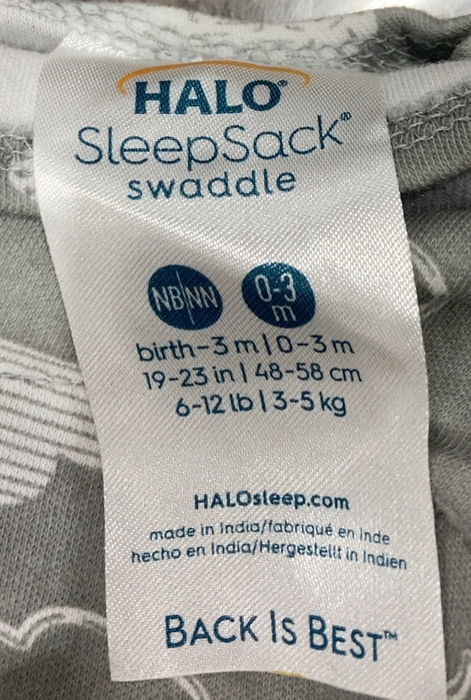 HALO®
SleepSack®
swaddle
NB|NN 0-3 m
birth-3 m | 0-3 m
19-23 in | 48-58 cm
6-12 lb | 3-5 kg
HALOsleep.com
made in India/fabriqué en Inde
hecho en India/Hergestellt in Indien
BACK IS BEST™